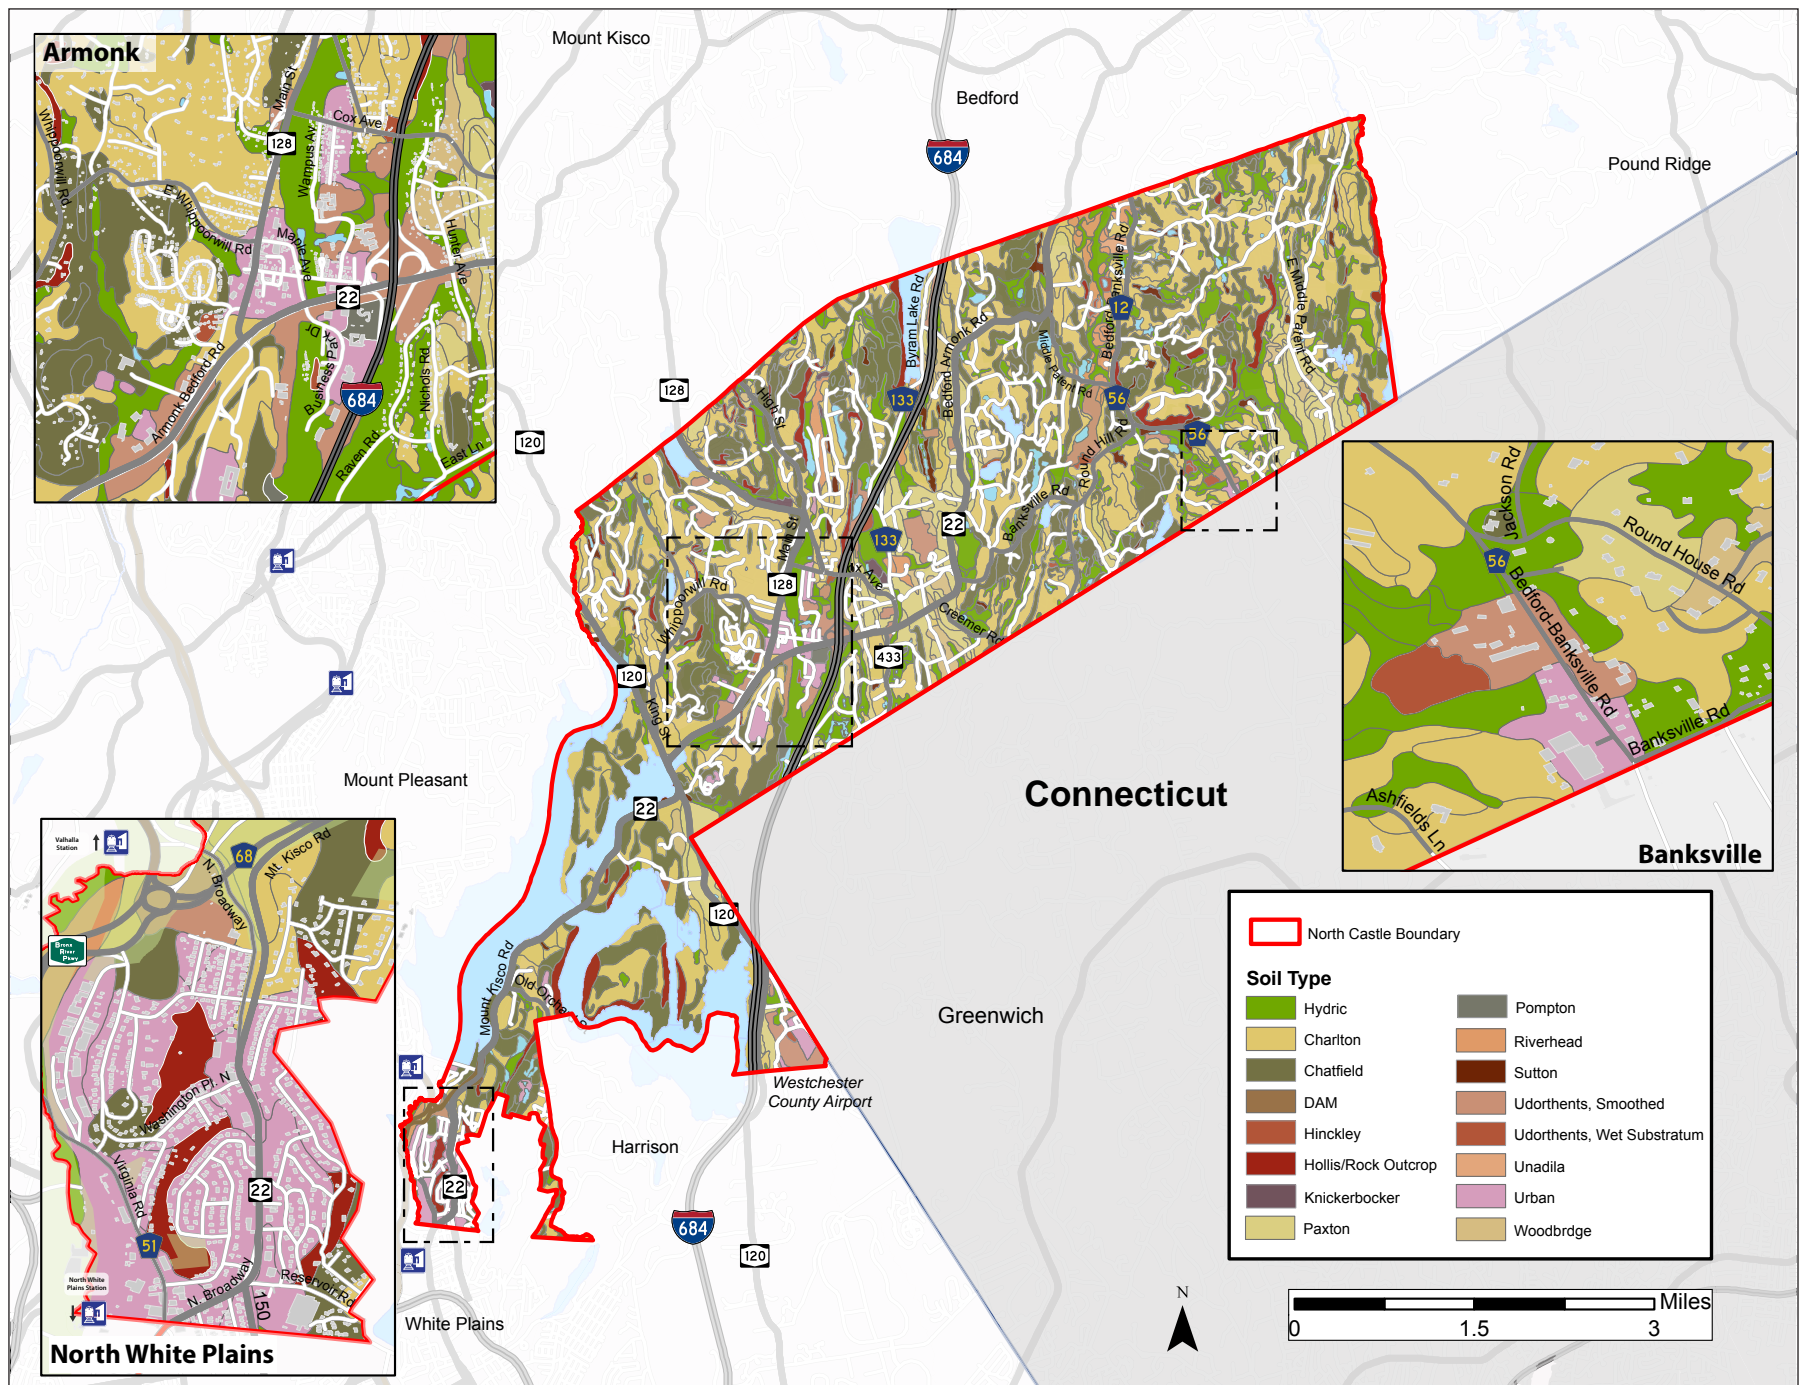 Armonk
Main St
Cox Ave
128
Wampus Av
Whippoorwill Rd
E Whippoorwill Rd
Maple Ave
Hunter Ave
22
Business Park Dr
684
Nichols Rd
Armonk Bedford Rd
Raven Rd
East Ln
Mount Kisco
Bedford
684
Pound Ridge
120
128
Byram Lake Rd
Bedford Armonk Rd
Bedford Banksville Rd
12
E Middle Patent Rd
Middle Patent Rd
133
56
56
High St
Round Hill Rd
Banksville Rd
22
133
Main St
128
Whippoorwill Rd
Creemer Rd
433
120
King St
Mount Pleasant
22
Connecticut
120
Mount Kisco Rd
Old Orchard S
Greenwich
Westchester
County Airport
Harrison
22
684
120
White Plains
Jackson Rd
Round House Rd
56
Bedford-Banksville Rd
Banksville Rd
Ashfields Ln
Banksville
Valhalla
Station
68
Mt. Kisco Rd
N. Broadway
Bronx
River
Pkwy
Washington Pl. N
Virginia Rd
22
51
North White
Plains Station
N. Broadway
150
Reservoir Rd
North White Plains
North Castle Boundary
Soil Type
Hydric
Charlton
Chatfield
DAM
Hinckley
Hollis/Rock Outcrop
Knickerbocker
Paxton
Pompton
Riverhead
Sutton
Udorthents, Smoothed
Udorthents, Wet Substratum
Unadila
Urban
Woodbrdge
N
Miles
0 1.5 3